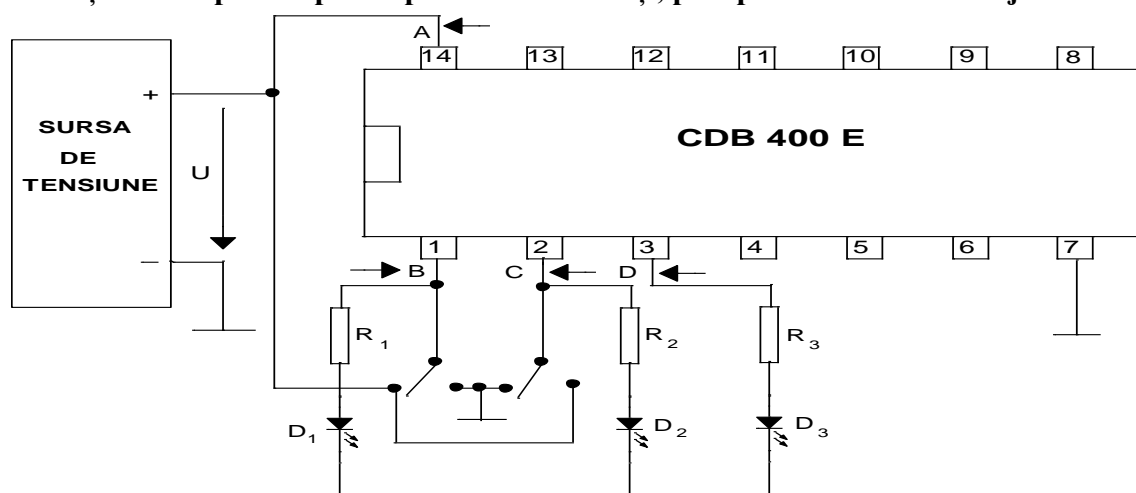 A
14 13 12 11 10 9 8
+
SURSA
DE
TENSIUNE
U
CDB 400 E
–
1 2 3 4 5 6 7
B C D
R1 R2 R3
D1 D2 D3